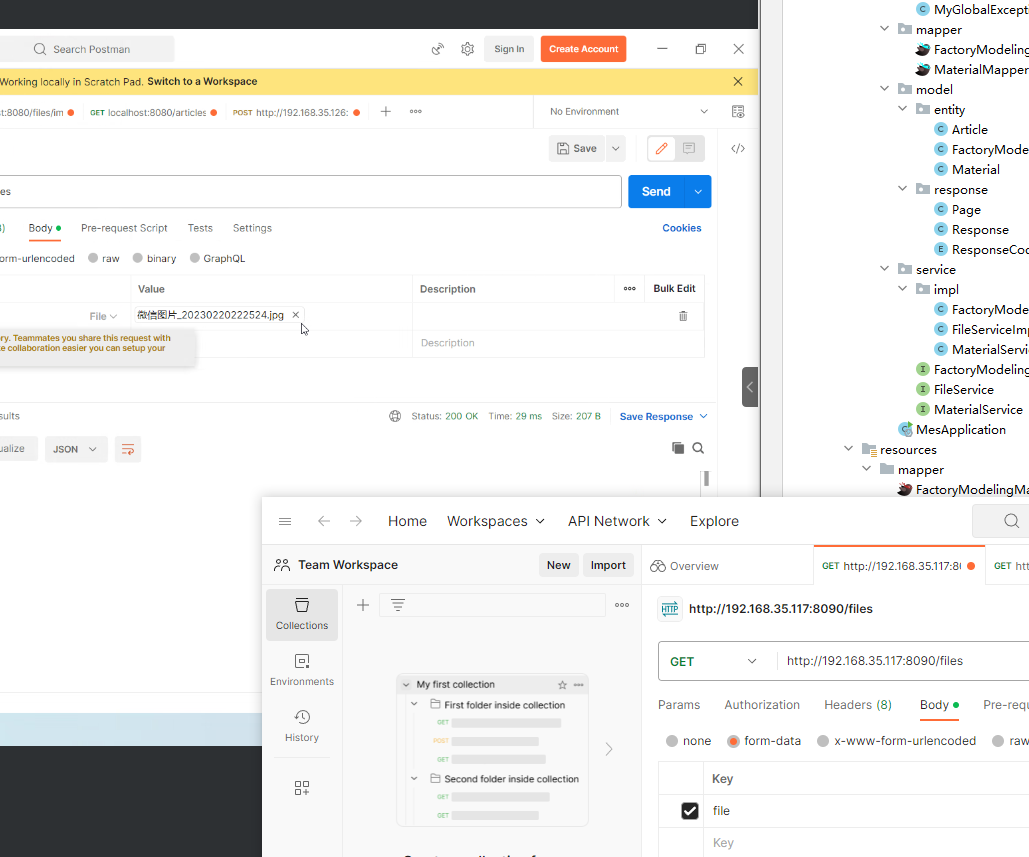 Search Postman
Sign In
Create Account
Working locally in Scratch Pad. Switch to a Workspace
t:8080/files/im
GET localhost:8080/articles
POST http://192.168.35.126:
No Environment
Save
es
Send
Body
Pre-request Script
Tests
Settings
Cookies
orm-urlencoded
raw
binary
GraphQL
Value
Description
Bulk Edit
File
微信图片_20230220222524.jpg
ry. Teammates you share this request with
e collaboration easier you can setup your
Description
sults
Status: 200 OK
Time: 29 ms
Size: 207 B
Save Response
ualize
JSON
MyGlobalExcepti
mapper
FactoryModeling
MaterialMapper
model
entity
Article
FactoryMode
Material
response
Page
Response
ResponseCod
service
impl
FactoryMode
FileServiceImp
MaterialServi
FactoryModeling
FileService
MaterialService
MesApplication
resources
mapper
FactoryModelingMa
Home
Workspaces
API Network
Explore
Team Workspace
New
Import
Overview
GET http://192.168.35.117:8
GET htt
Collections
Environments
History
HTTP
http://192.168.35.117:8090/files
GET
http://192.168.35.117:8090/files
My first collection
First folder inside collection
GET
POST
GET
Second folder inside collection
GET
GET
Params
Authorization
Headers (8)
Body
Pre-requ
none
form-data
x-www-form-urlencoded
raw
Key
file
Key